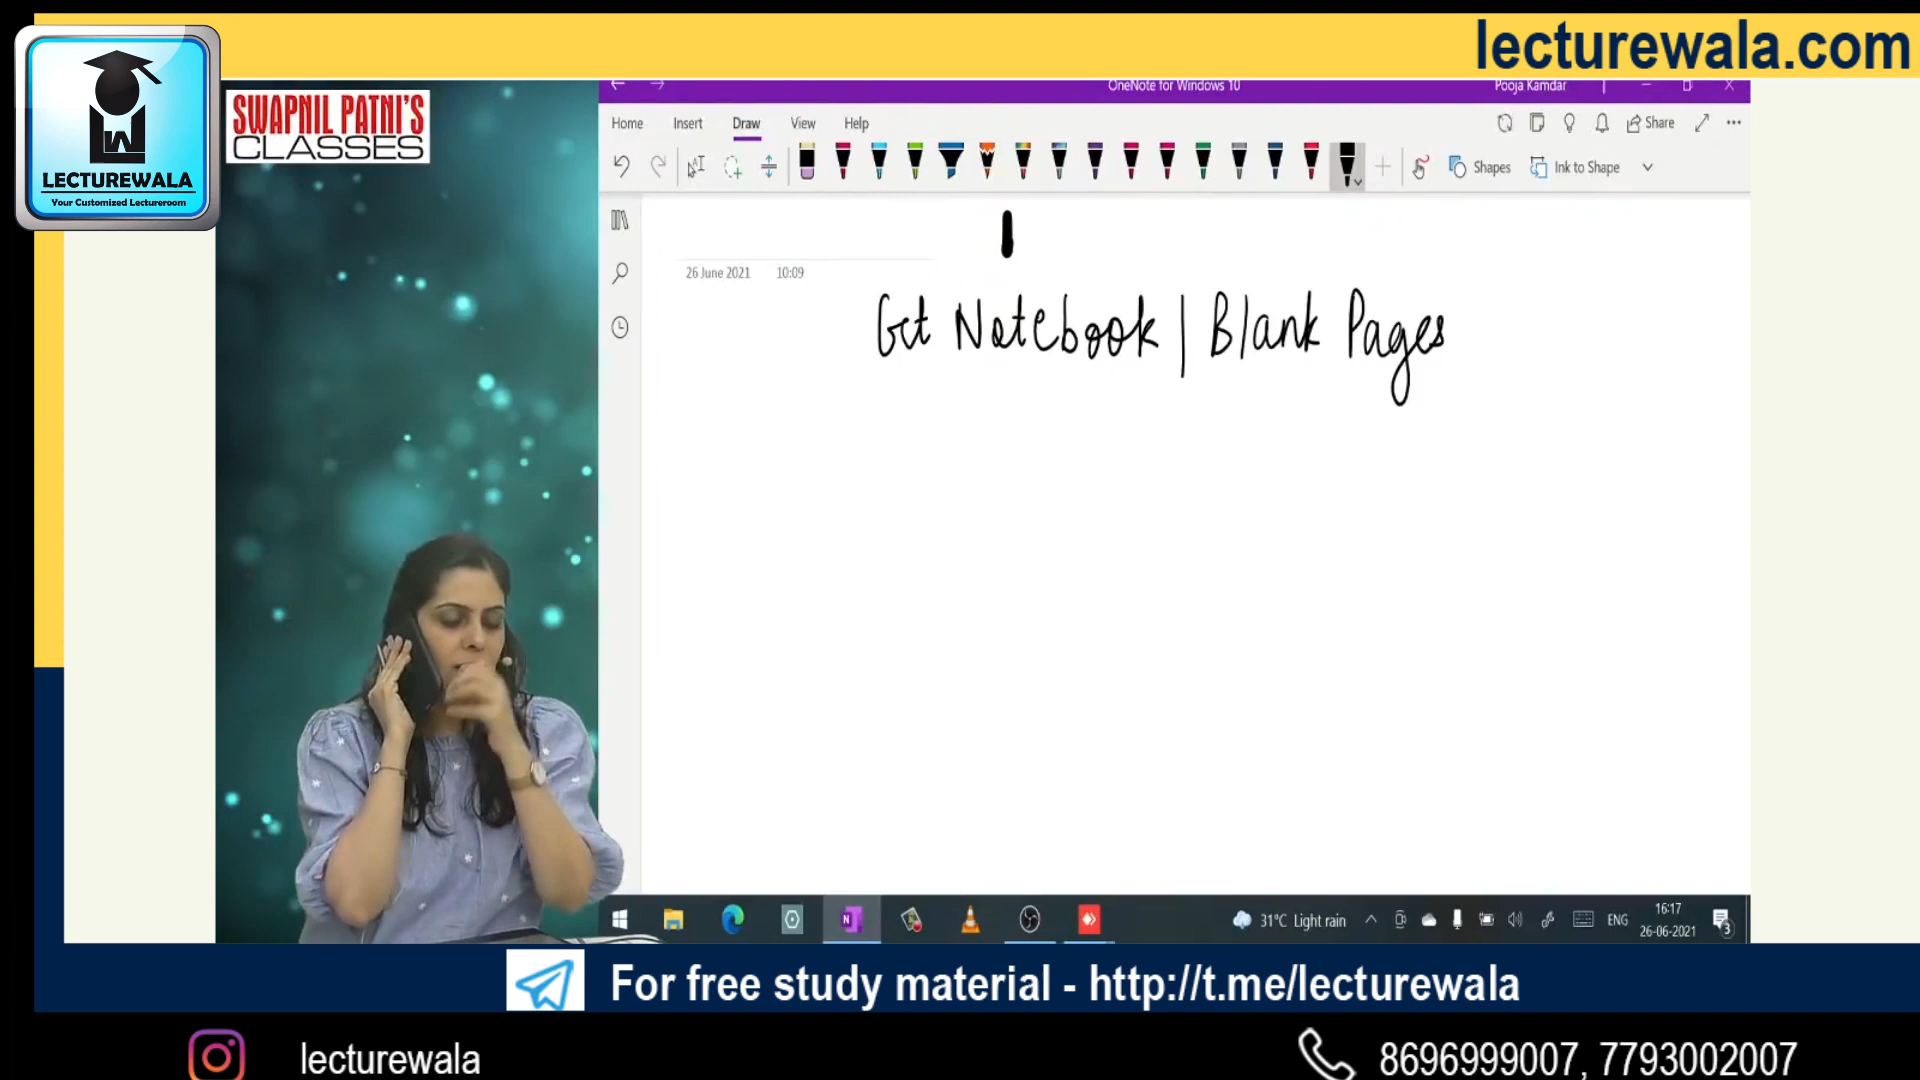 lecturewala.com
LECTUREWALA
Your Customized Lectureroom
SWAPNIL PATNI'S
CLASSES
OneNote for Windows 10
Pooja Kamdar
Home Insert Draw View Help
Share
Shapes
Ink to Shape
26 June 2021 10:09
Get Notebook | Blank Pages
31°C Light rain
ENG
16:17
26-06-2021
3
For free study material - http://t.me/lecturewala
lecturewala
8696999007, 7793002007